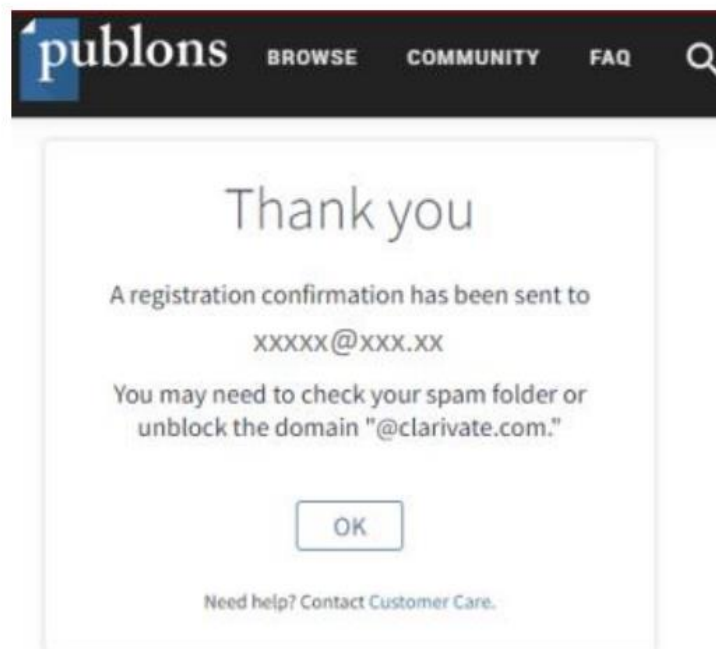 publons BROWSE COMMUNITY FAQ
Thank you
A registration confirmation has been sent to
xxxxx@xxx.xx
You may need to check your spam folder or
unblock the domain "@clarivate.com."
OK
Need help? Contact Customer Care.